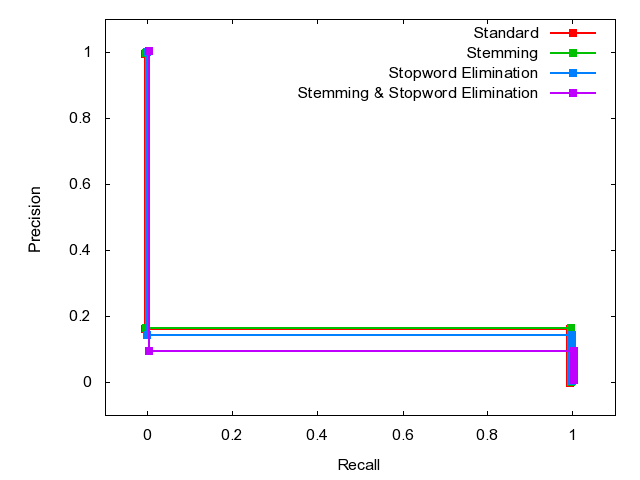 Standard
Stemming
Stopword Elimination
Stemming & Stopword Elimination
1
0.8
0.6
0.4
0.2
0
Precision
0 0.2 0.4 0.6 0.8 1
Recall